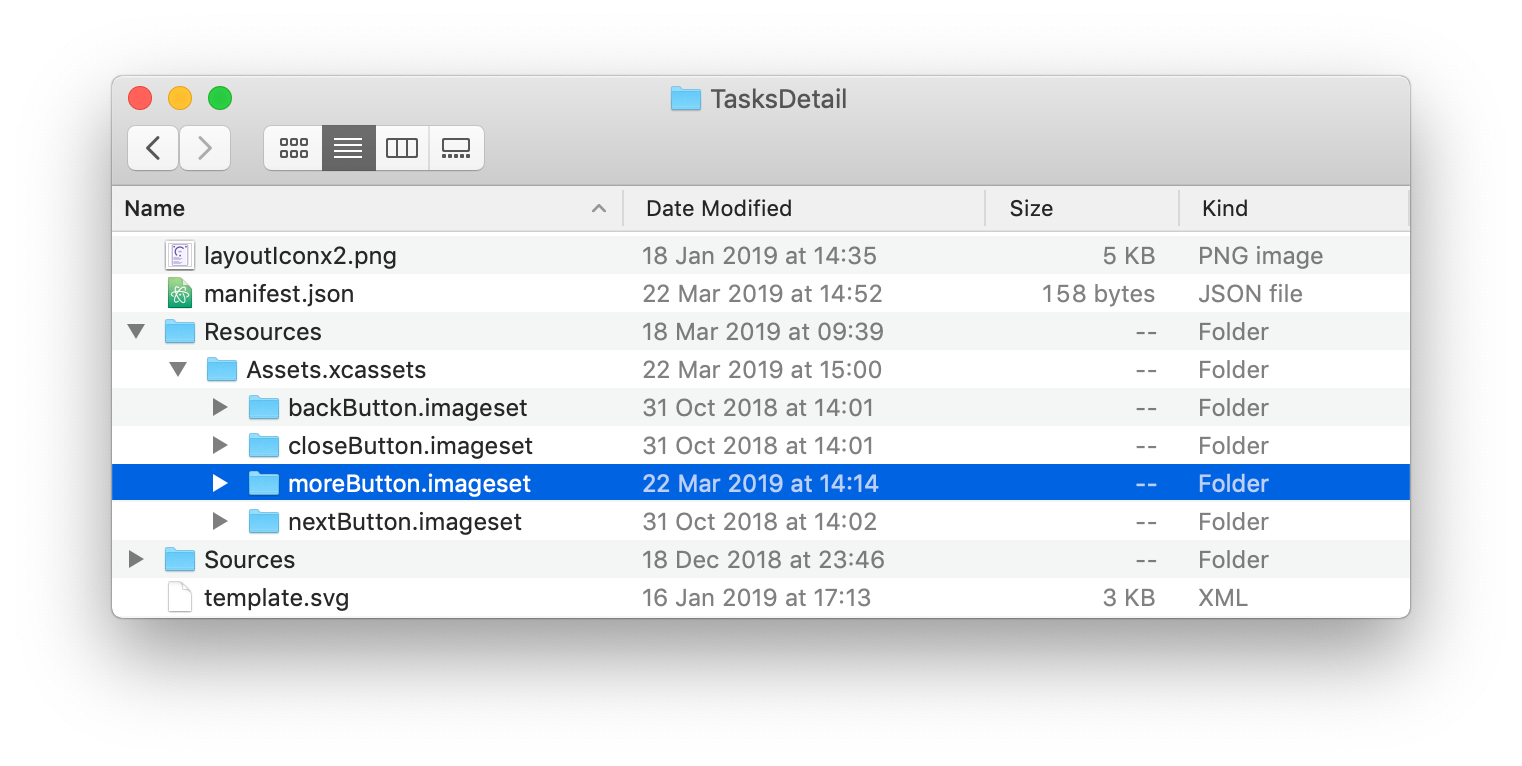 TasksDetail
Name Date Modified Size Kind
layoutIconx2.png 18 Jan 2019 at 14:35 5 KB PNG image
manifest.json 22 Mar 2019 at 14:52 158 bytes JSON file
Resources 18 Mar 2019 at 09:39 -- Folder
Assets.xcassets 22 Mar 2019 at 15:00 -- Folder
backButton.imageset 31 Oct 2018 at 14:01 -- Folder
closeButton.imageset 31 Oct 2018 at 14:01 -- Folder
moreButton.imageset 22 Mar 2019 at 14:14 -- Folder
nextButton.imageset 31 Oct 2018 at 14:02 -- Folder
Sources 18 Dec 2018 at 23:46 -- Folder
template.svg 16 Jan 2019 at 17:13 3 KB XML